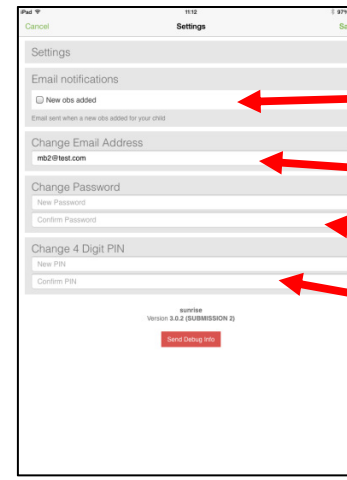 iPad 11:12 97%
Cancel Settings Sa
Settings
Email notifications
New obs added
Email sent when a new obs added for your child
Change Email Address
mb2@test.com
Change Password
New Password
Confirm Password
Change 4 Digit PIN
New PIN
Confirm PIN
sunrise
Version 3.0.2 (SUBMISSION 2)
Send Debug Info